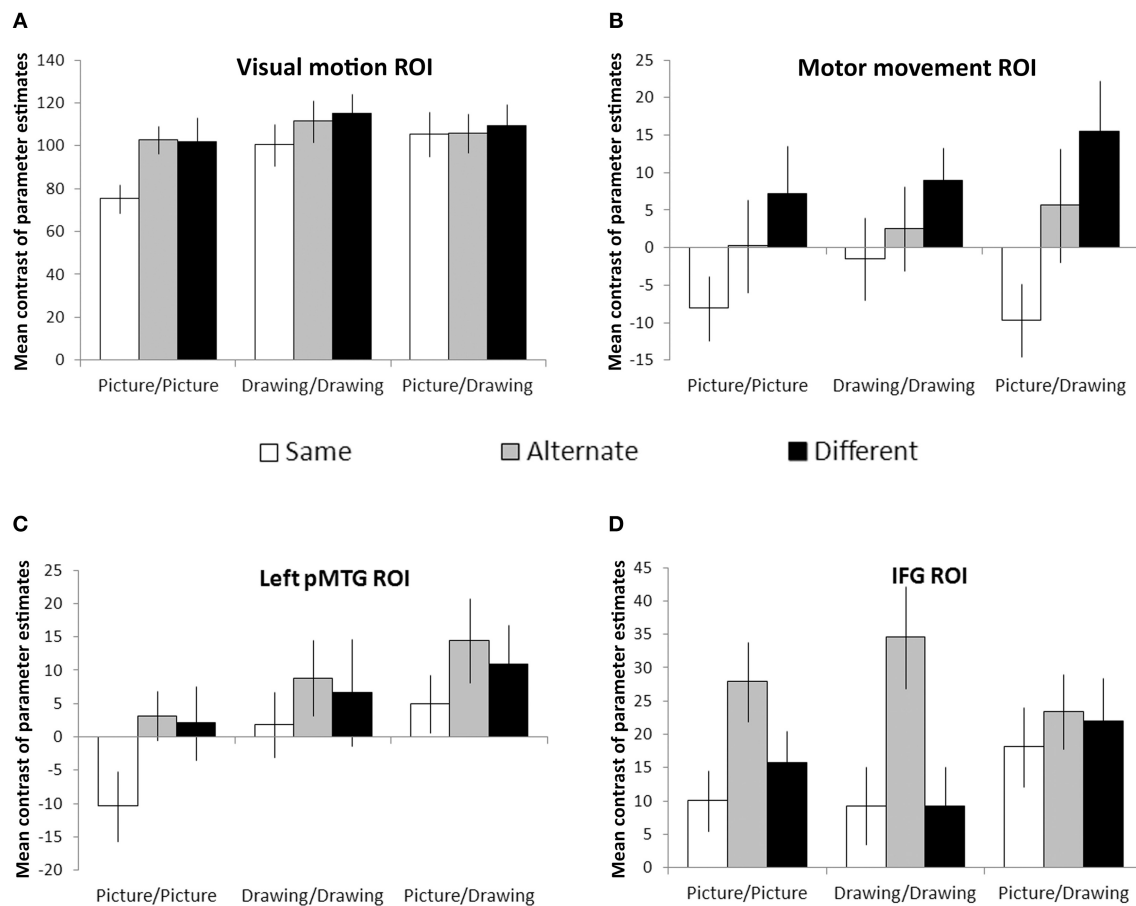 A
Mean contrast of parameter estimates
Visual motion ROI
140
120
100
80
60
40
20
0
Picture/Picture Drawing/Drawing Picture/Drawing
B
Mean contrast of parameter estimates
Motor movement ROI
25
20
15
10
5
0
-5
-10
-15
Picture/Picture Drawing/Drawing Picture/Drawing
Same Alternate Different
C
Mean contrast of parameter estimates
Left pMTG ROI
25
20
15
10
5
0
-5
-10
-15
-20
Picture/Picture Drawing/Drawing Picture/Drawing
D
Mean contrast of parameter estimates
IFG ROI
45
40
35
30
25
20
15
10
5
0
Picture/Picture Drawing/Drawing Picture/Drawing